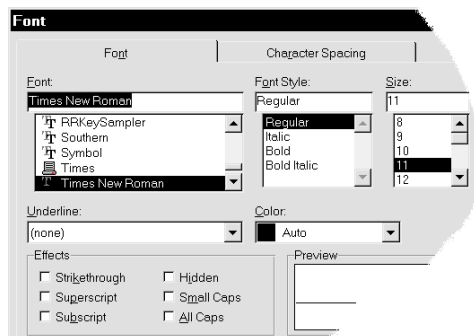 Font
Font Character Spacing
Font: Font Style: Size:
Times New Roman Regular 11
RRKeySampler Regular 8
Southern Italic 9
Symbol Bold 10
Times Bold Italic 11
Times New Roman 12
Underline: Color:
(none) Auto
Effects Preview
Strikethrough Hidden
Superscript Small Caps
Subscript All Caps